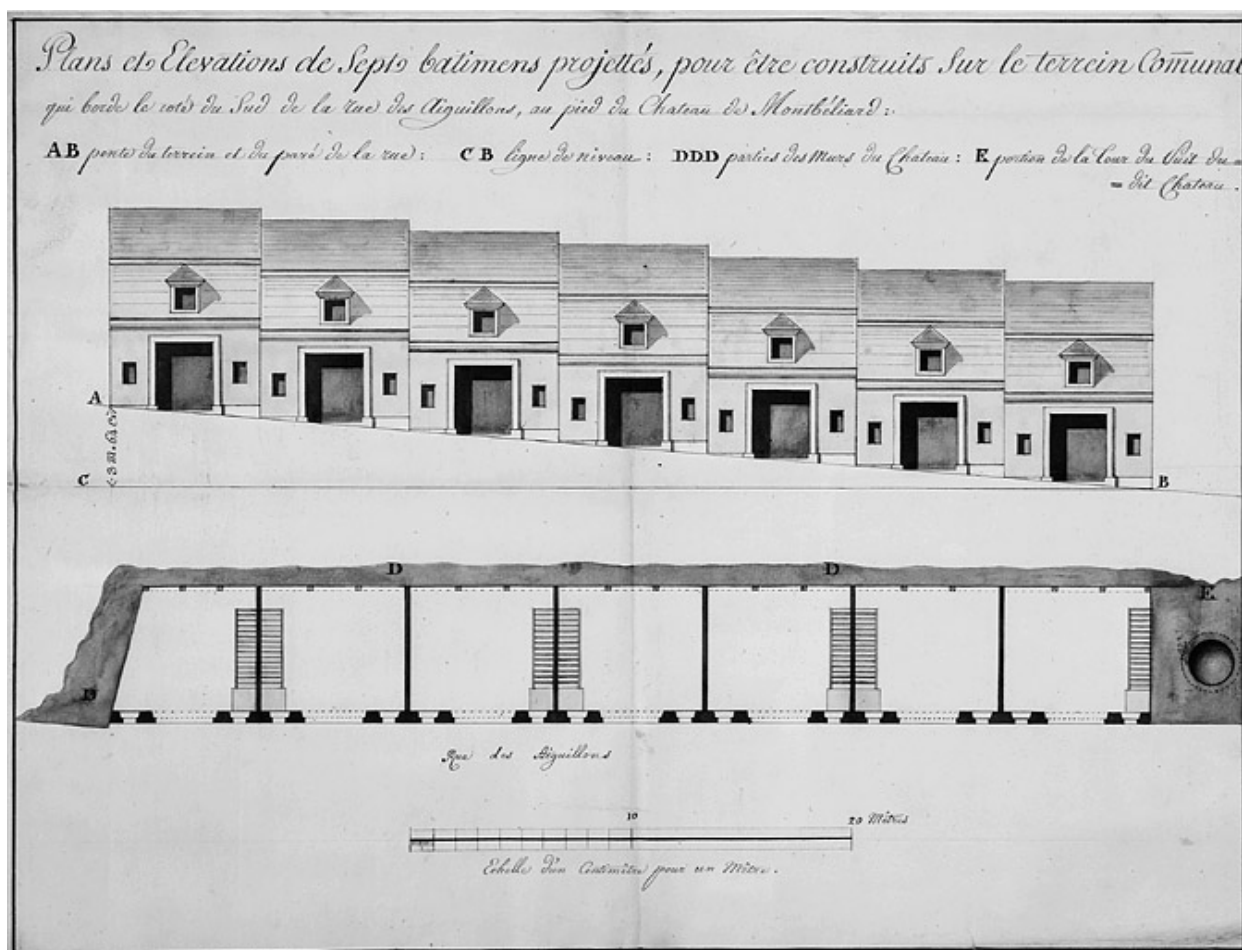 Plans et Elevations de Sept batimens projettés, pour être construits Sur le terrein Com̄unal
qui borde le coté du Sud de la rue des Aiguillons, au pied du Chateau de Montbéliard :
AB pente du terrein et du pavé de la rue : CB ligne de niveau : DDD parties des Murs du Chateau : E portion de la Cour du Puit du =
= dit Chateau.
A
C
B
D
D
E
D
Rue des Aiguillons
10
20 Mètres
Echelle d'un Centimètre pour un Mètre.